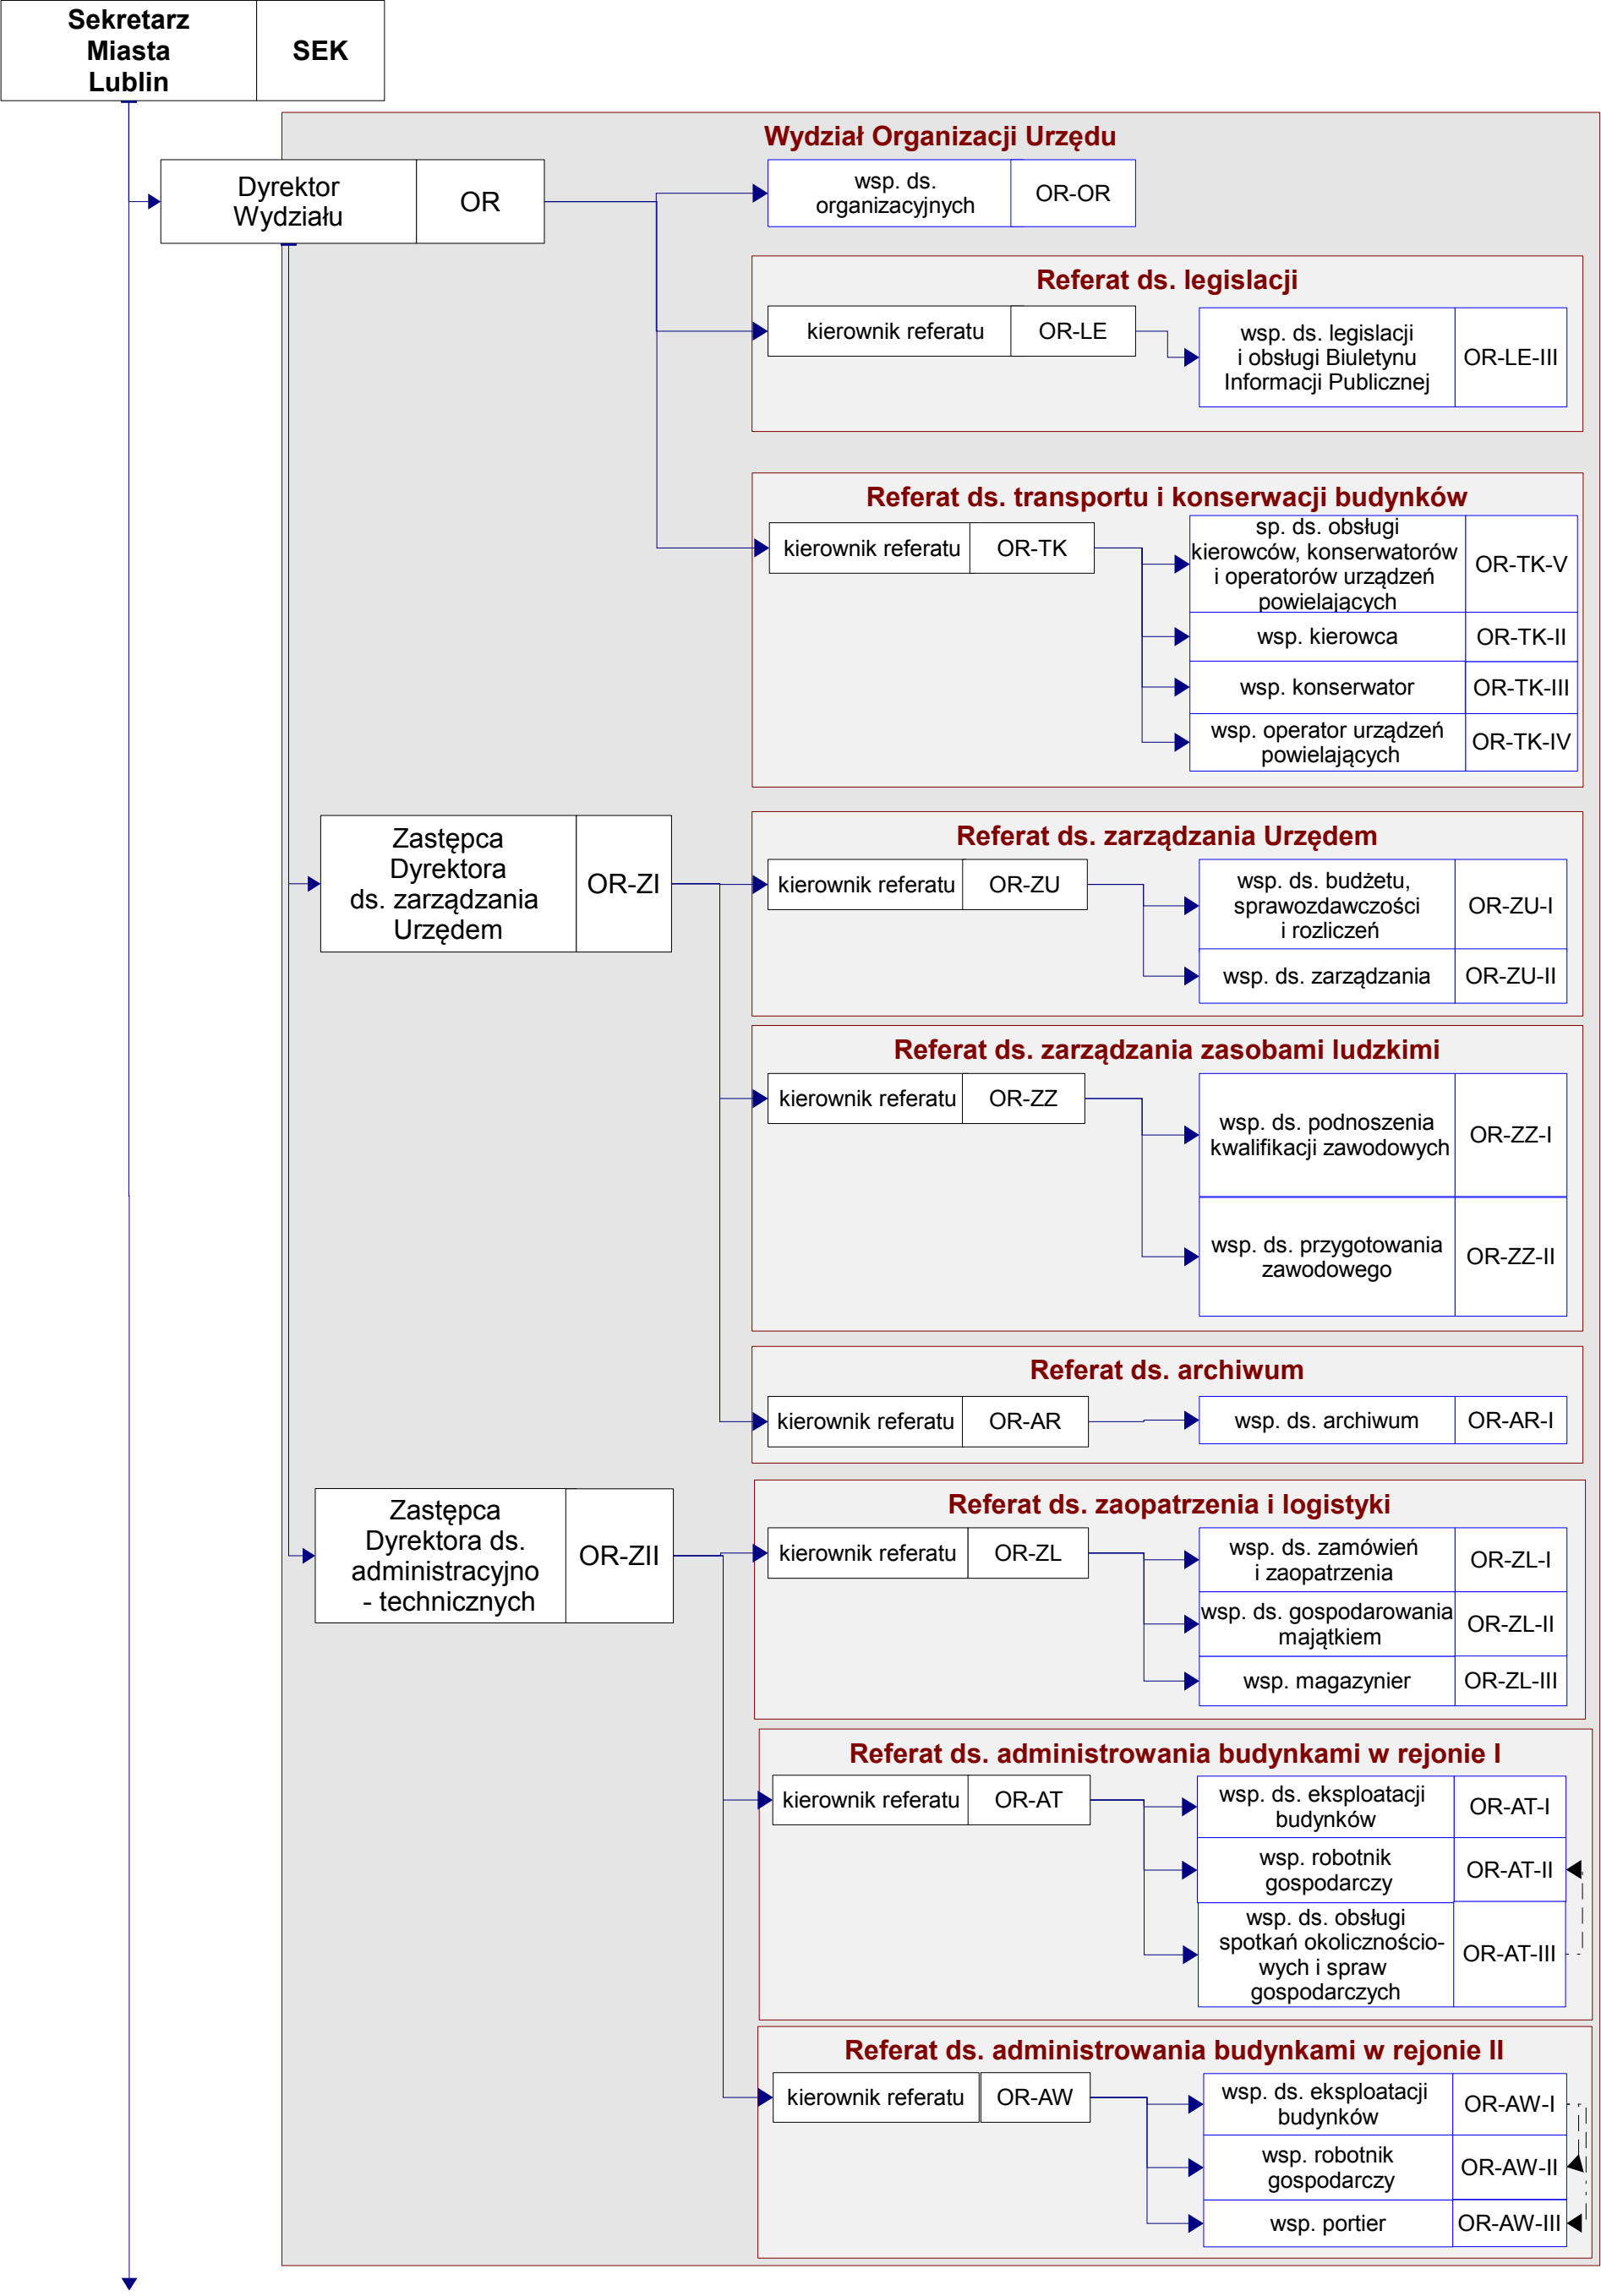 Sekretarz
Miasta
Lublin
SEK
Wydział Organizacji Urzędu
Dyrektor
Wydziału
OR
wsp. ds.
organizacyjnych
OR-OR
Referat ds. legislacji
kierownik referatu
OR-LE
wsp. ds. legislacji
i obsługi Biuletynu
Informacji Publicznej
OR-LE-III
Referat ds. transportu i konserwacji budynków
kierownik referatu
OR-TK
sp. ds. obsługi
kierowców, konserwatorów
i operatorów urządzeń
powielających
OR-TK-V
wsp. kierowca
OR-TK-II
wsp. konserwator
OR-TK-III
wsp. operator urządzeń
powielających
OR-TK-IV
Zastępca
Dyrektora
ds. zarządzania
Urzędem
OR-ZI
Referat ds. zarządzania Urzędem
kierownik referatu
OR-ZU
wsp. ds. budżetu,
sprawozdawczości
i rozliczeń
OR-ZU-I
wsp. ds. zarządzania
OR-ZU-II
Referat ds. zarządzania zasobami ludzkimi
kierownik referatu
OR-ZZ
wsp. ds. podnoszenia
kwalifikacji zawodowych
OR-ZZ-I
wsp. ds. przygotowania
zawodowego
OR-ZZ-II
Referat ds. archiwum
kierownik referatu
OR-AR
wsp. ds. archiwum
OR-AR-I
Zastępca
Dyrektora ds.
administracyjno
- technicznych
OR-ZII
Referat ds. zaopatrzenia i logistyki
kierownik referatu
OR-ZL
wsp. ds. zamówień
i zaopatrzenia
OR-ZL-I
wsp. ds. gospodarowania
majątkiem
OR-ZL-II
wsp. magazynier
OR-ZL-III
Referat ds. administrowania budynkami w rejonie I
kierownik referatu
OR-AT
wsp. ds. eksploatacji
budynków
OR-AT-I
wsp. robotnik
gospodarczy
OR-AT-II
wsp. ds. obsługi
spotkań okolicznościo-
wych i spraw
gospodarczych
OR-AT-III
Referat ds. administrowania budynkami w rejonie II
kierownik referatu
OR-AW
wsp. ds. eksploatacji
budynków
OR-AW-I
wsp. robotnik
gospodarczy
OR-AW-II
wsp. portier
OR-AW-III